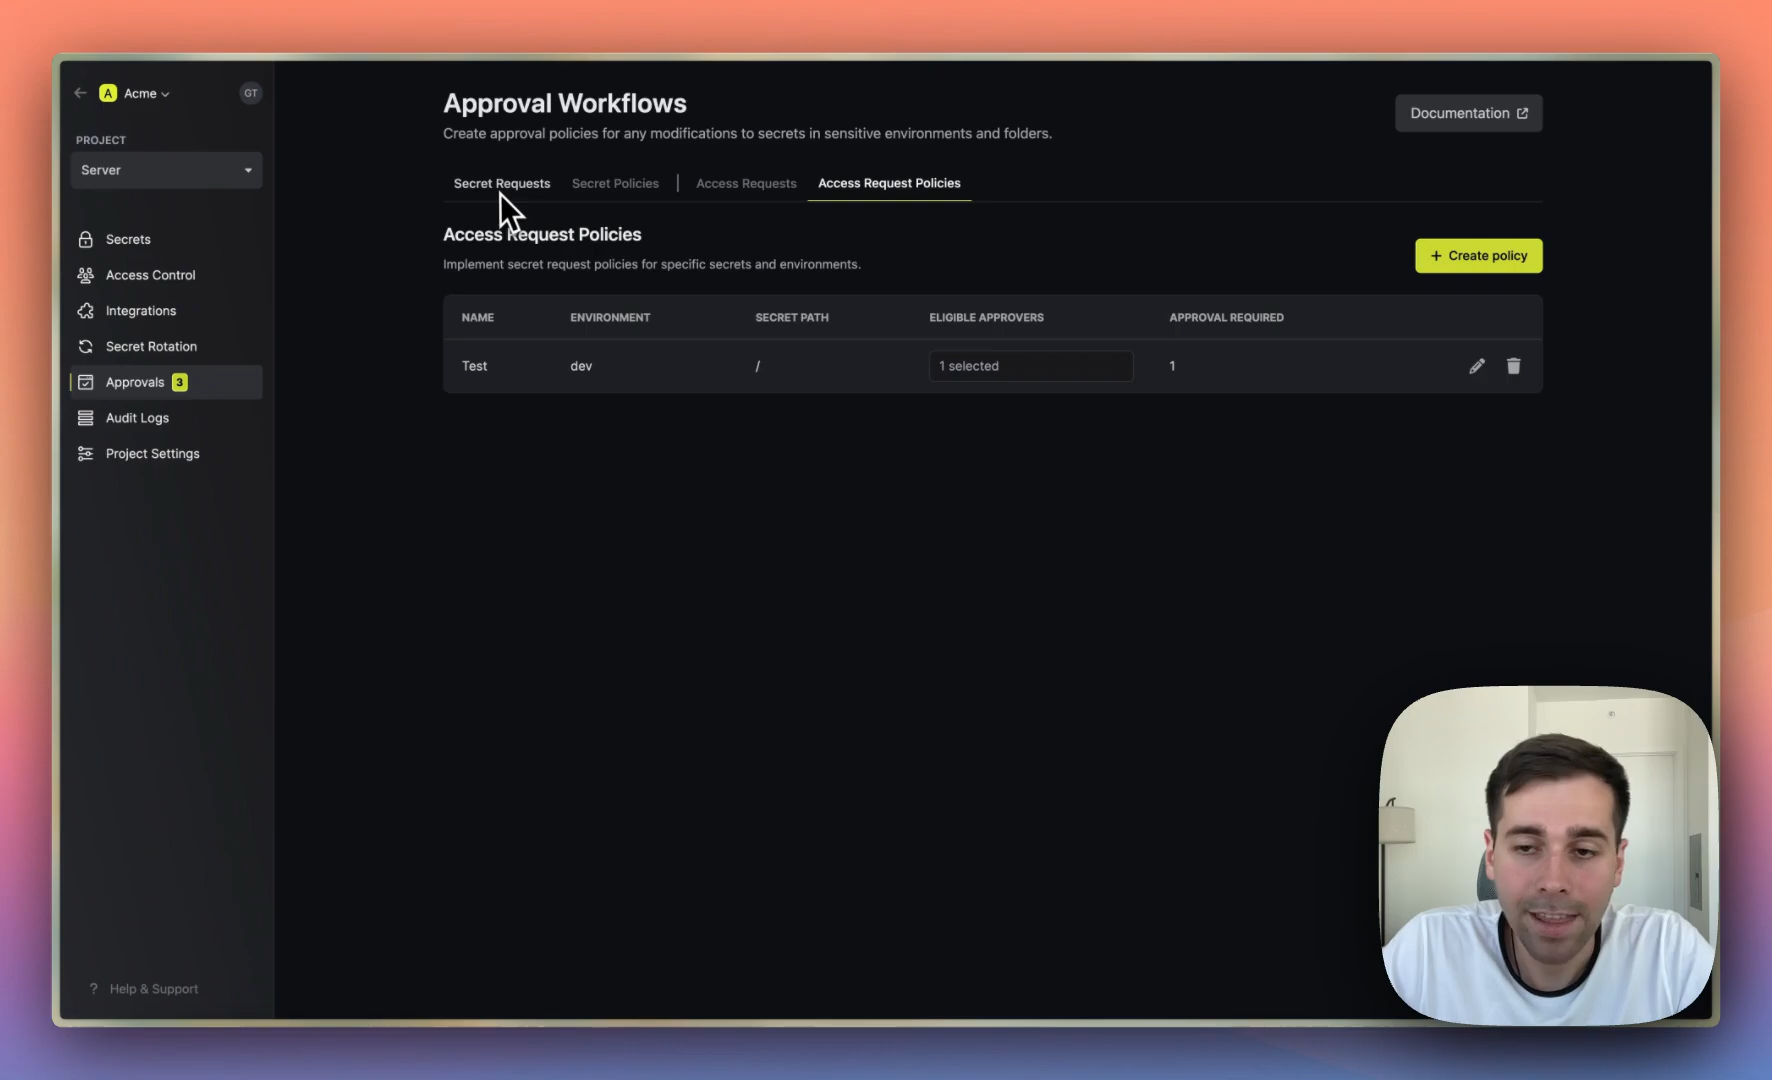 A Acme
GT
PROJECT
Server
Secrets
Access Control
Integrations
Secret Rotation
Approvals 3
Audit Logs
Project Settings
? Help & Support
Approval Workflows
Create approval policies for any modifications to secrets in sensitive environments and folders.
Documentation
Secret Requests Secret Policies | Access Requests Access Request Policies
Access Request Policies
Implement secret request policies for specific secrets and environments.
+ Create policy
NAME ENVIRONMENT SECRET PATH ELIGIBLE APPROVERS APPROVAL REQUIRED
Test dev / 1 selected 1